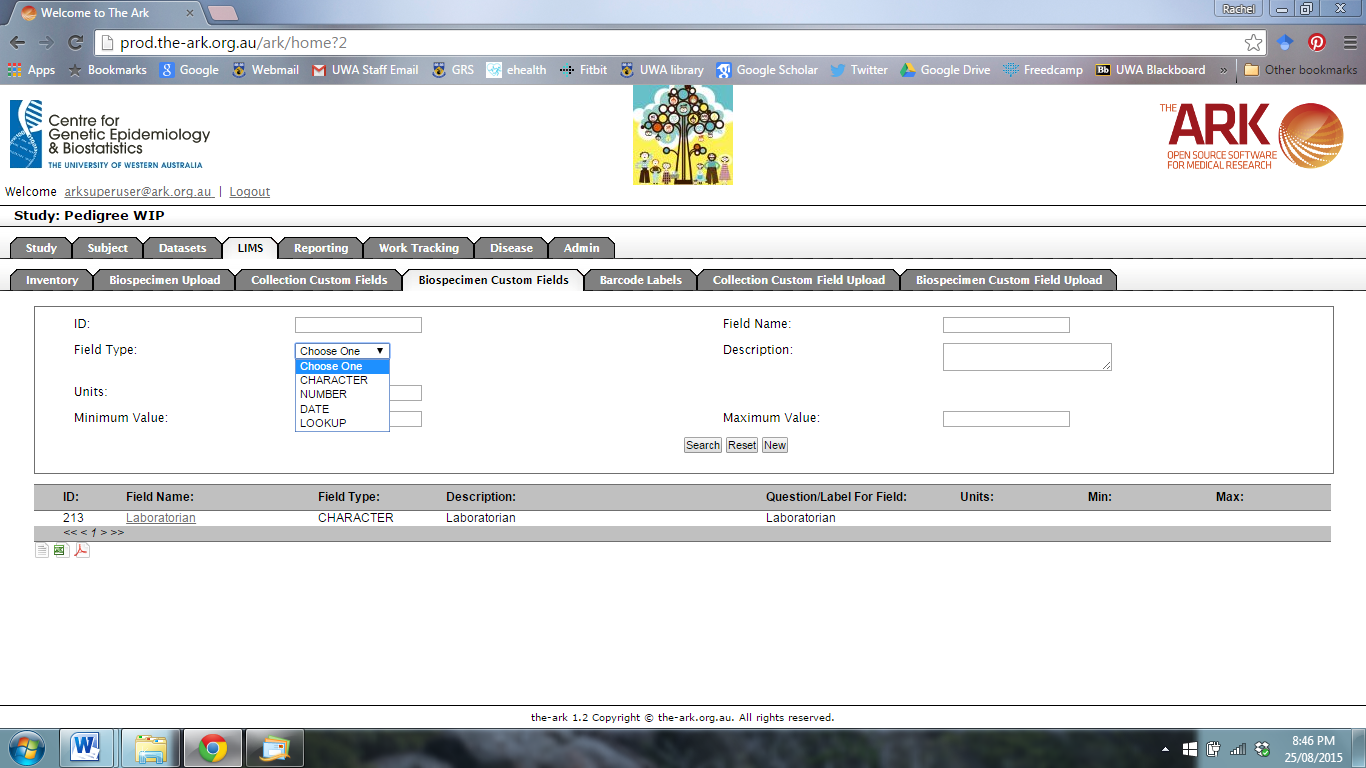 Welcome to The Ark
Rachel
prod.the-ark.org.au/ark/home?2
Apps Bookmarks Google Webmail UWA Staff Email GRS ehealth Fitbit UWA library Google Scholar Twitter Google Drive Freedcamp Bb UWA Blackboard » Other bookmarks
Centre for
Genetic Epidemiology
& Biostatistics
THE UNIVERSITY OF WESTERN AUSTRALIA
THE ARK
OPEN SOURCE SOFTWARE
FOR MEDICAL RESEARCH
Welcome arksuperuser@ark.org.au | Logout
Study: Pedigree WIP
Study Subject Datasets LIMS Reporting Work Tracking Disease Admin
Inventory Biospecimen Upload Collection Custom Fields Biospecimen Custom Fields Barcode Labels Collection Custom Field Upload Biospecimen Custom Field Upload
ID: Field Name:
Field Type: Choose One Description:
Choose One
CHARACTER
NUMBER
DATE
LOOKUP
Units:
Minimum Value: Maximum Value:
Search Reset New
ID: Field Name: Field Type: Description: Question/Label For Field: Units: Min: Max:
213 Laboratorian CHARACTER Laboratorian Laboratorian
<< < 1 > >>
the-ark 1.2 Copyright © the-ark.org.au. All rights reserved.
8:46 PM
25/08/2015